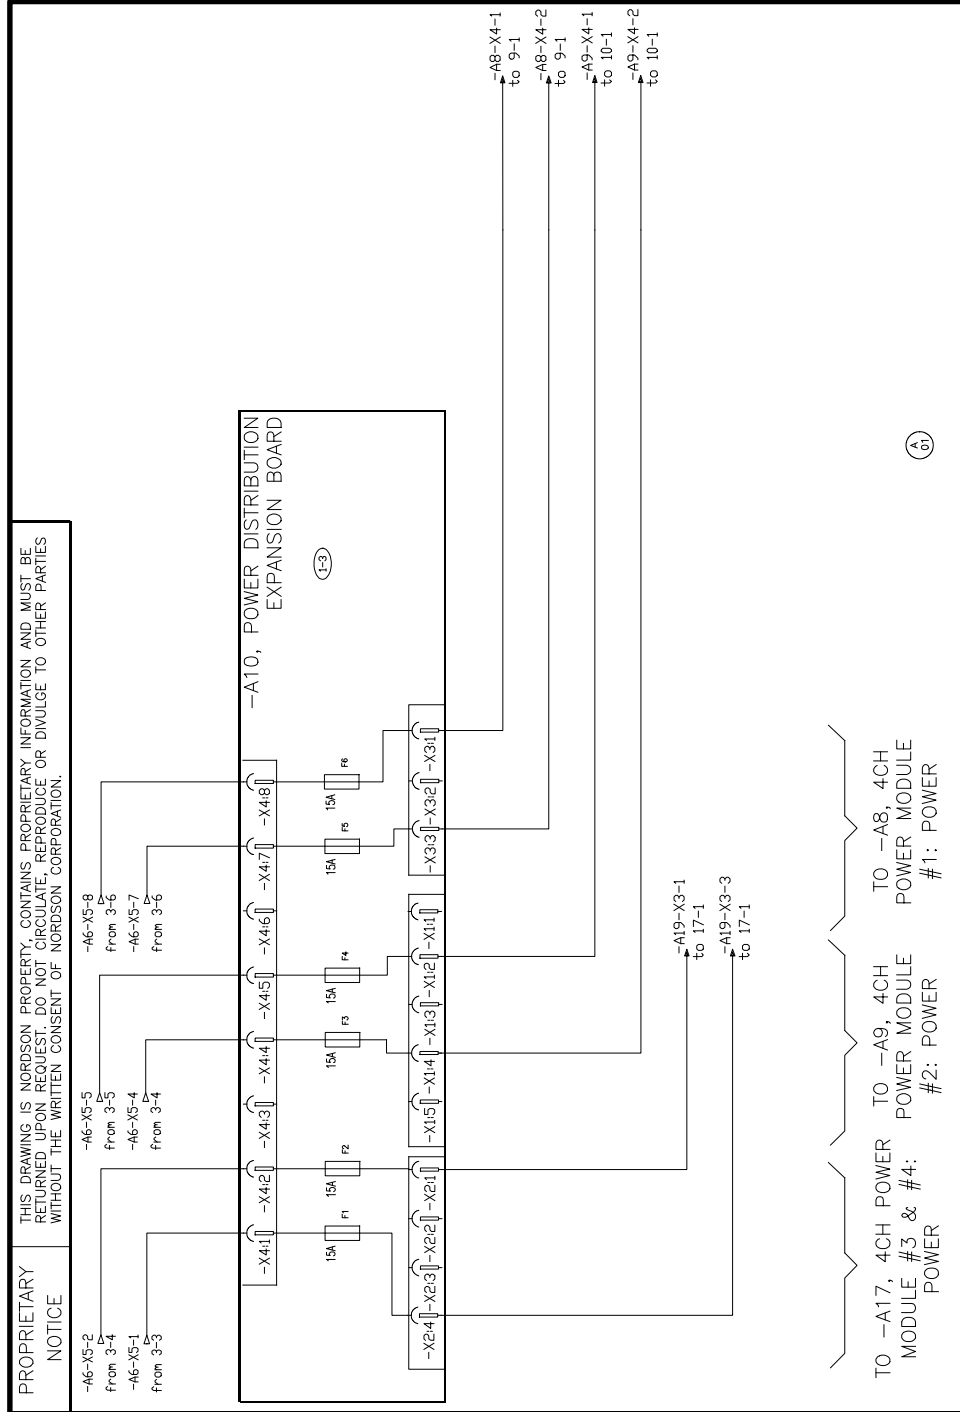 PROPRIETARY
NOTICE
THIS DRAWING IS NORDSON PROPERTY, CONTAINS PROPRIETARY INFORMATION AND MUST BE
RETURNED UPON REQUEST. DO NOT CIRCULATE, REPRODUCE OR DIVULGE TO OTHER PARTIES
WITHOUT THE WRITTEN CONSENT OF NORDSON CORPORATION.
-A6-X5-2
from 3-4
-A6-X5-1
from 3-3
-A6-X5-5
from 3-5
-A6-X5-4
from 3-4
-A6-X5-8
from 3-6
-A6-X5-7
from 3-6
-A10, POWER DISTRIBUTION
EXPANSION BOARD
1-3
-X4:1
-X4:2
-X4:3
-X4:4
-X4:5
-X4:6
-X4:7
-X4:8
15A F1
15A F2
15A F3
15A F4
15A F5
15A F6
-X2:4
-X2:3
-X2:2
-X2:1
-X1:5
-X1:4
-X1:3
-X1:2
-X1:1
-X3:3
-X3:2
-X3:1
-A8-X4-1
to 9-1
-A8-X4-2
to 9-1
-A9-X4-1
to 10-1
-A9-X4-2
to 10-1
-A19-X3-1
to 17-1
-A19-X3-3
to 17-1
TO -A17, 4CH POWER
MODULE #3 & #4:
POWER
TO -A9, 4CH
POWER MODULE
#2: POWER
TO -A8, 4CH
POWER MODULE
#1: POWER
A
01